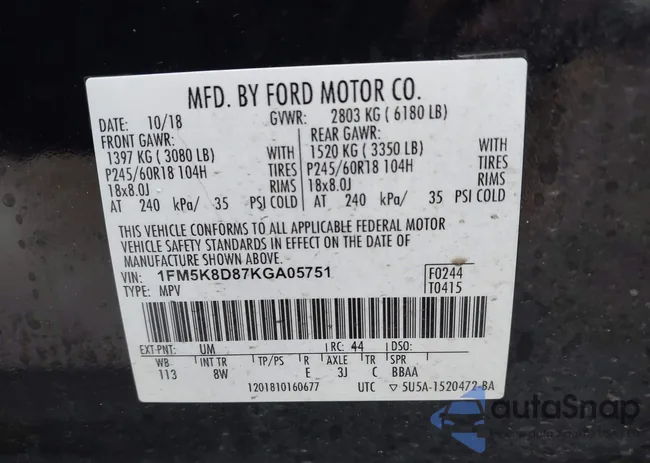 MFD. BY FORD MOTOR CO.
DATE: 10/18 GVWR: 2803 KG ( 6180 LB)
FRONT GAWR: REAR GAWR:
1397 KG ( 3080 LB) WITH 1520 KG ( 3350 LB) WITH
P245/60R18 104H TIRES P245/60R18 104H TIRES
18x8.0J RIMS 18x8.0J RIMS
AT 240 kPa/ 35 PSI COLD AT 240 kPa/ 35 PSI COLD
THIS VEHICLE CONFORMS TO ALL APPLICABLE FEDERAL MOTOR
VEHICLE SAFETY STANDARDS IN EFFECT ON THE DATE OF
MANUFACTURE SHOWN ABOVE.
VIN: 1FM5K8D87KGA05751 F0244
TYPE: MPV T0415
EXT PNT: UM RC: 44 DSO:
WB INT TR TP/PS R AXLE TR SPR
113 8W E 3J C BBAA
1201810160677 UTC ▽ 5U5A-1520472-BA
autoSnap